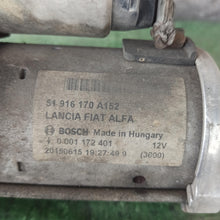 51 916 170 A152
LANCIA FIAT ALFA
BOSCH Made in Hungary
0 001 172 401 12V
20150615 19:27:49 9 (3000)